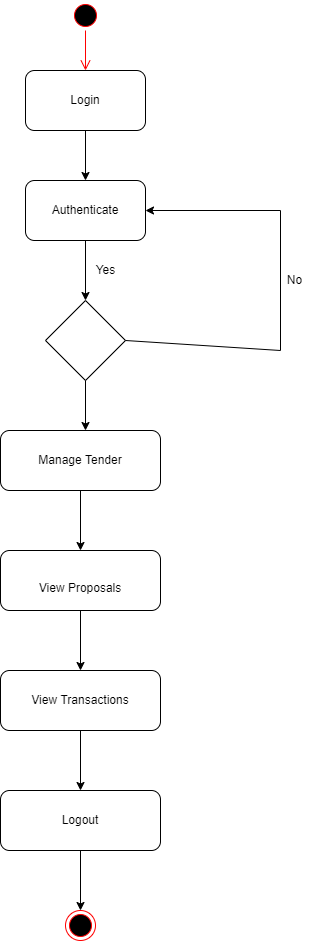 Login
Authenticate
Yes
No
Manage Tender
View Proposals
View Transactions
Logout